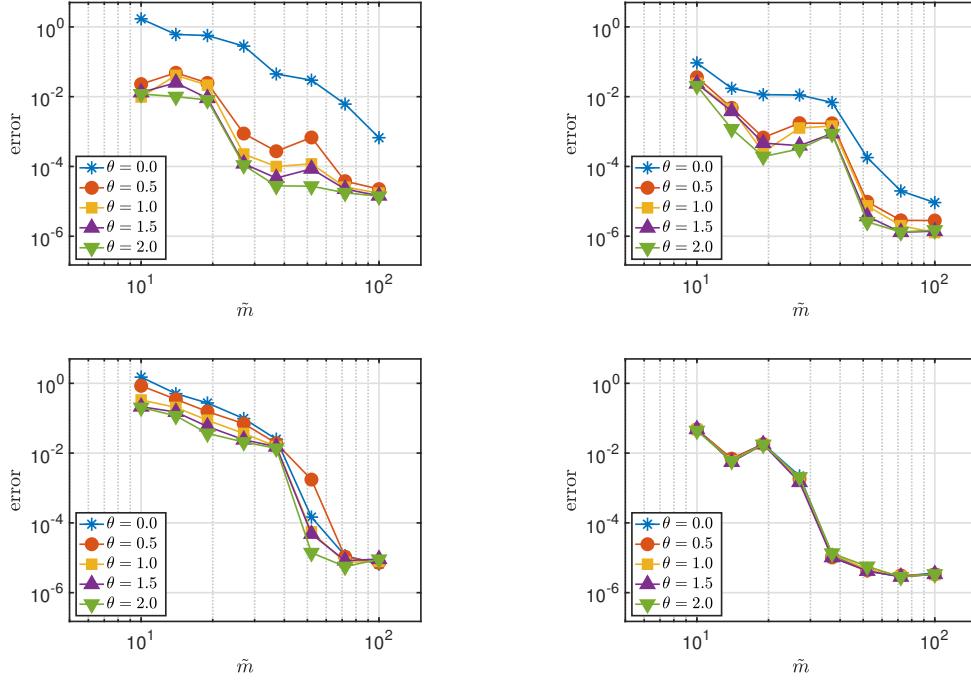 10^0
10^-2
10^-4
10^-6
error
θ = 0.0
θ = 0.5
θ = 1.0
θ = 1.5
θ = 2.0
10^1
10^2
m̃
10^0
10^-2
10^-4
10^-6
error
θ = 0.0
θ = 0.5
θ = 1.0
θ = 1.5
θ = 2.0
10^1
10^2
m̃
10^0
10^-2
10^-4
10^-6
error
θ = 0.0
θ = 0.5
θ = 1.0
θ = 1.5
θ = 2.0
10^1
10^2
m̃
10^0
10^-2
10^-4
10^-6
error
θ = 0.0
θ = 0.5
θ = 1.0
θ = 1.5
θ = 2.0
10^1
10^2
m̃